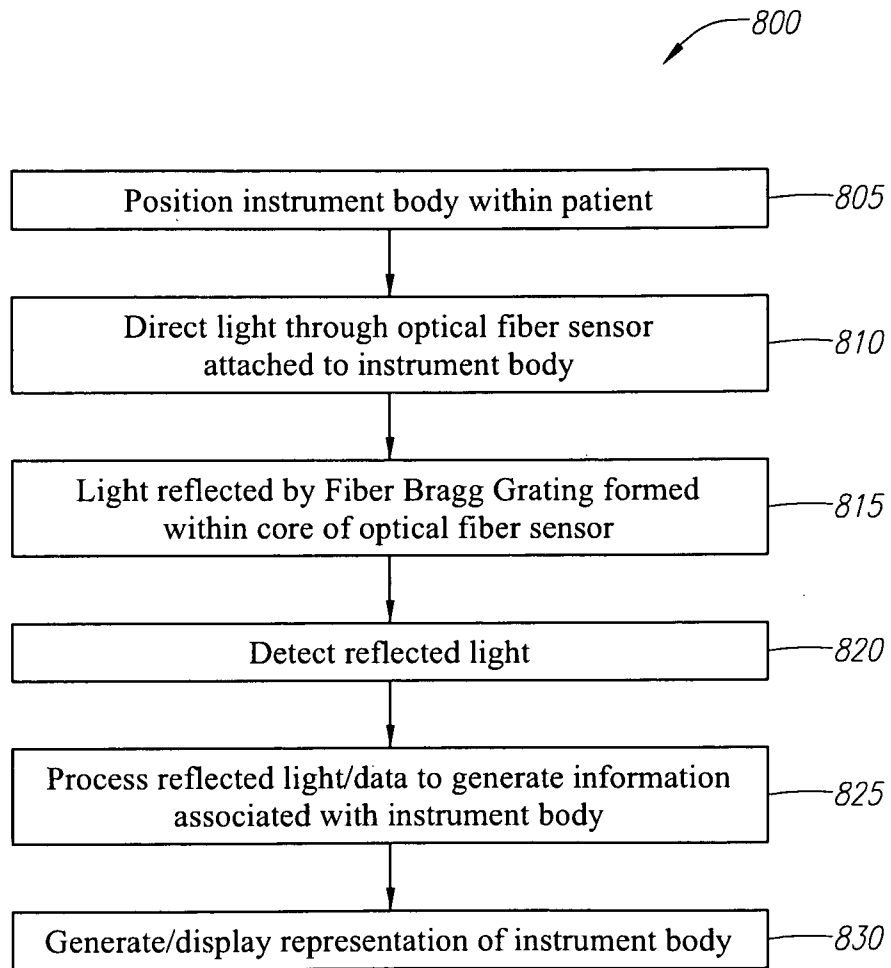 800
Position instrument body within patient
805
Direct light through optical fiber sensor
attached to instrument body
810
Light reflected by Fiber Bragg Grating formed
within core of optical fiber sensor
815
Detect reflected light
820
Process reflected light/data to generate information
associated with instrument body
825
Generate/display representation of instrument body
830